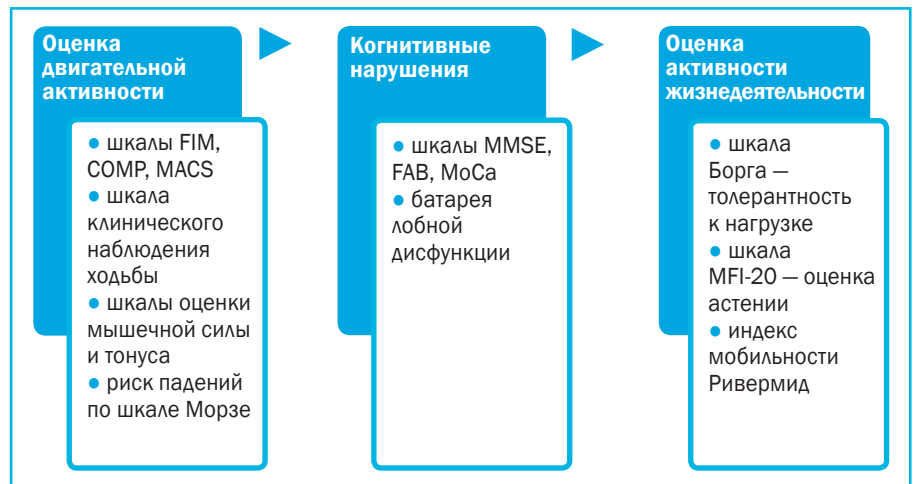 Оценка
двигательной
активности
● шкалы FIM,
COMP, MACS
● шкала
клинического
наблюдения
ходьбы
● шкалы оценки
мышечной силы
и тонуса
● риск падений
по шкале Морзе
Когнитивные
нарушения
● шкалы MMSE,
FAB, MoCa
● батарея
лобной
дисфункции
Оценка
активности
жизнедеятельности
● шкала
Борга —
толерантность
к нагрузке
● шкала
MFI-20 — оценка
астении
● индекс
мобильности
Ривермид